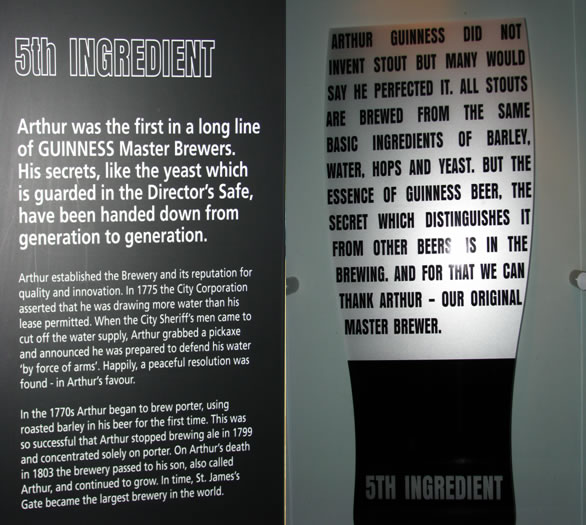 5th INGREDIENT
Arthur was the first in a long line
of GUINNESS Master Brewers.
His secrets, like the yeast which
is guarded in the Director's Safe,
have been handed down from
generation to generation.
Arthur established the Brewery and its reputation for
quality and innovation. In 1775 the City Corporation
asserted that he was drawing more water than his
lease permitted. When the City Sheriff's men came to
cut off the water supply, Arthur grabbed a pickaxe
and announced he was prepared to defend his water
'by force of arms'. Happily, a peaceful resolution was
found - in Arthur's favour.
In the 1770s Arthur began to brew porter, using
roasted barley in his beer for the first time. This was
so successful that Arthur stopped brewing ale in 1799
and concentrated solely on porter. On Arthur's death
in 1803 the brewery passed to his son, also called
Arthur, and continued to grow. In time, St. James's
Gate became the largest brewery in the world.
ARTHUR GUINNESS DID NOT
INVENT STOUT BUT MANY WOULD
SAY HE PERFECTED IT. ALL STOUTS
ARE BREWED FROM THE SAME
BASIC INGREDIENTS OF BARLEY,
WATER, HOPS AND YEAST. BUT THE
ESSENCE OF GUINNESS BEER, THE
SECRET WHICH DISTINGUISHES IT
FROM OTHER BEERS IS IN THE
BREWING. AND FOR THAT WE CAN
THANK ARTHUR – OUR ORIGINAL
MASTER BREWER.
5TH INGREDIENT